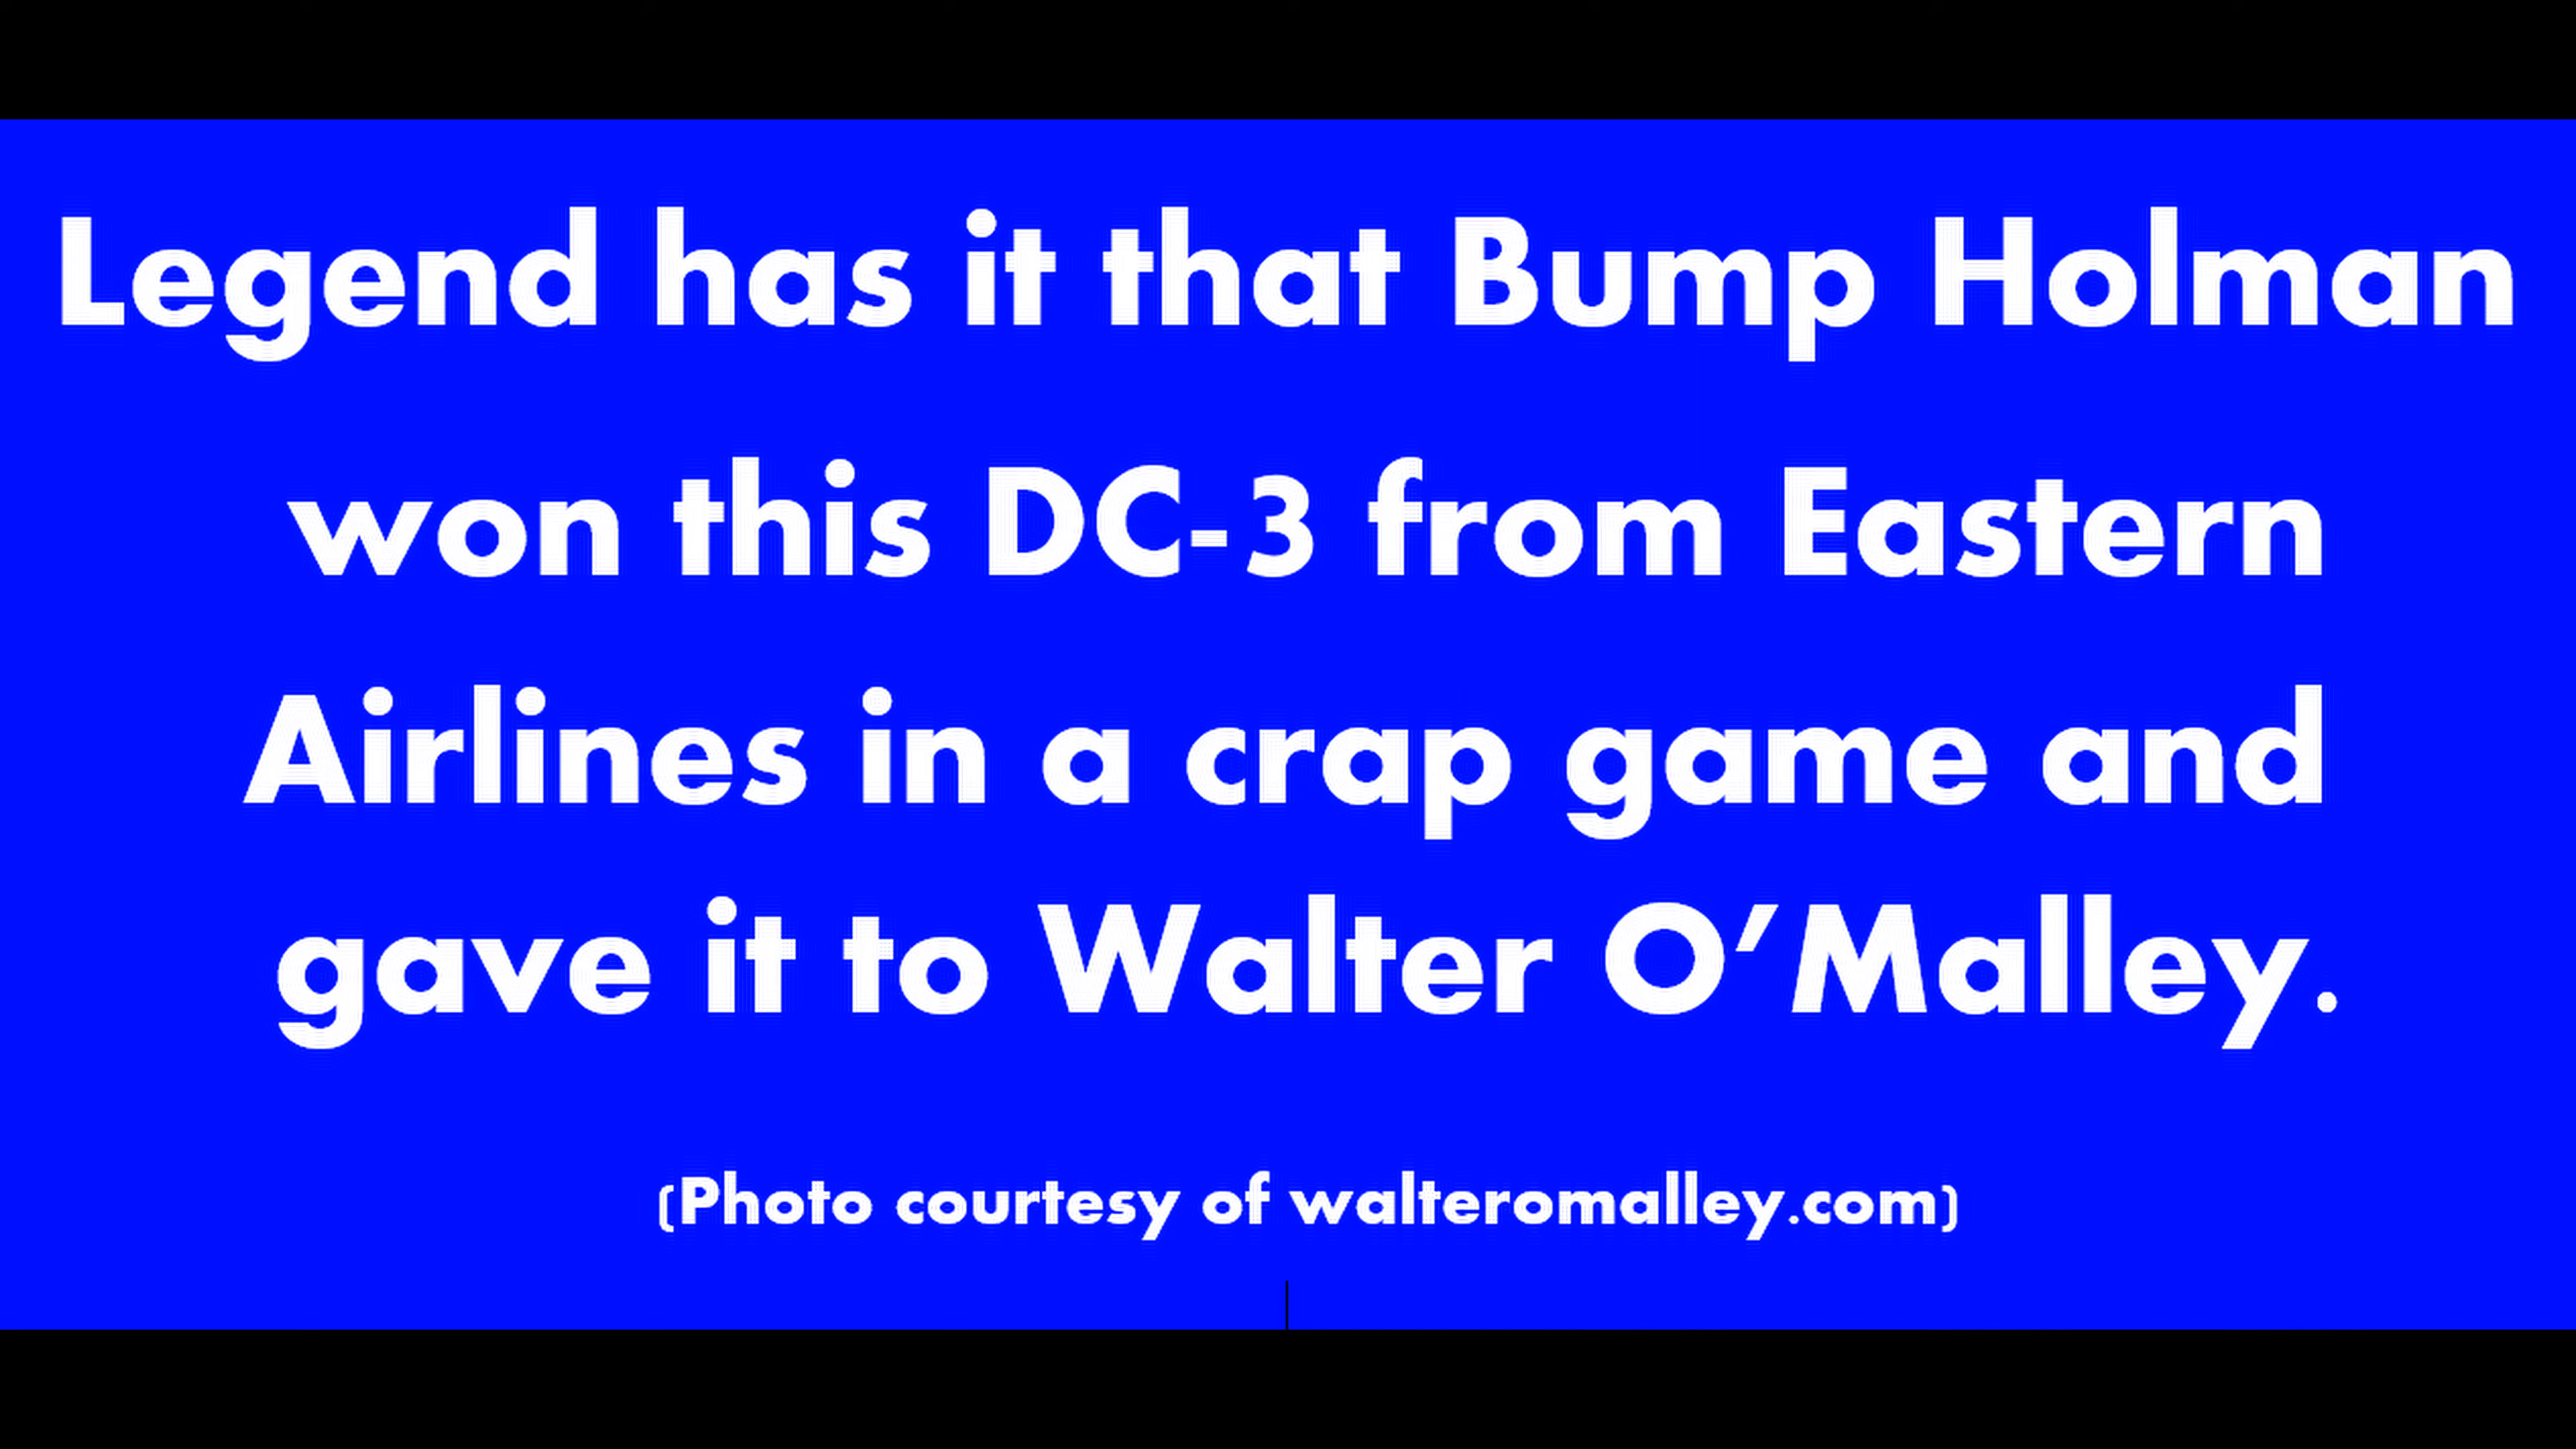 Legend has it that Bump Holman
won this DC-3 from Eastern
Airlines in a crap game and
gave it to Walter O’Malley.
(Photo courtesy of walteromalley.com)